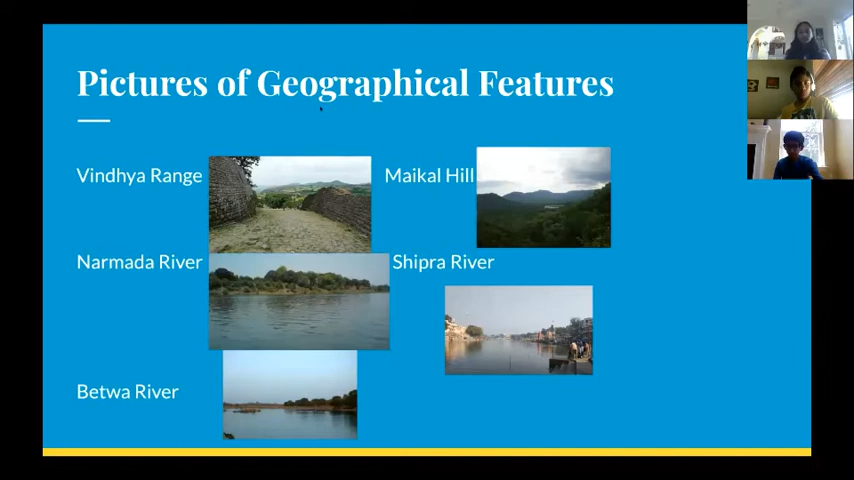 Pictures of Geographical Features
Vindhya Range
Maikal Hill
Narmada River
Shipra River
Betwa River